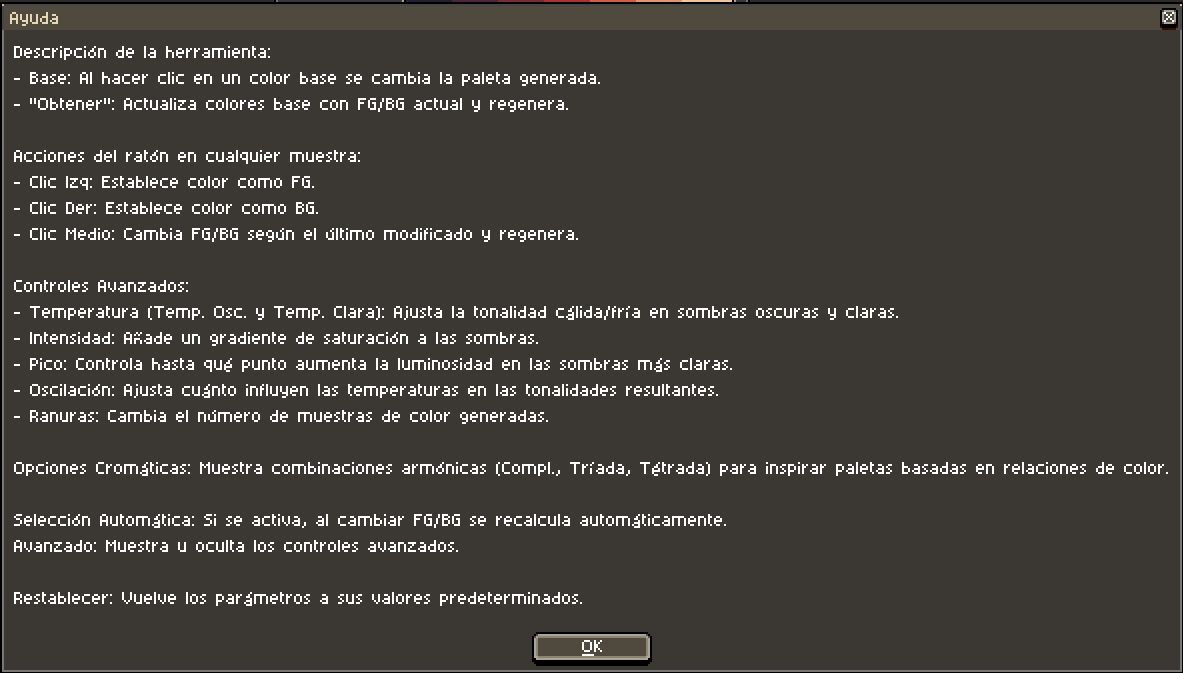 Ayuda
Descripción de la herramienta:
- Base: Al hacer clic en un color base se cambia la paleta generada.
- "Obtener": Actualiza colores base con FG/BG actual y regenera.
Acciones del ratón en cualquier muestra:
- Clic Izq: Establece color como FG.
- Clic Der: Establece color como BG.
- Clic Medio: Cambia FG/BG según el último modificado y regenera.
Controles Avanzados:
- Temperatura (Temp. Osc. y Temp. Clara): Ajusta la tonalidad cálida/fría en sombras oscuras y claras.
- Intensidad: Añade un gradiente de saturación a las sombras.
- Pico: Controla hasta qué punto aumenta la luminosidad en las sombras más claras.
- Oscilación: Ajusta cuánto influyen las temperaturas en las tonalidades resultantes.
- Ranuras: Cambia el número de muestras de color generadas.
Opciones Cromáticas: Muestra combinaciones armónicas (Compl., Tríada, Tétrada) para inspirar paletas basadas en relaciones de color.
Selección Automática: Si se activa, al cambiar FG/BG se recalcula automáticamente.
Avanzado: Muestra u oculta los controles avanzados.
Restablecer: Vuelve los parámetros a sus valores predeterminados.
OK